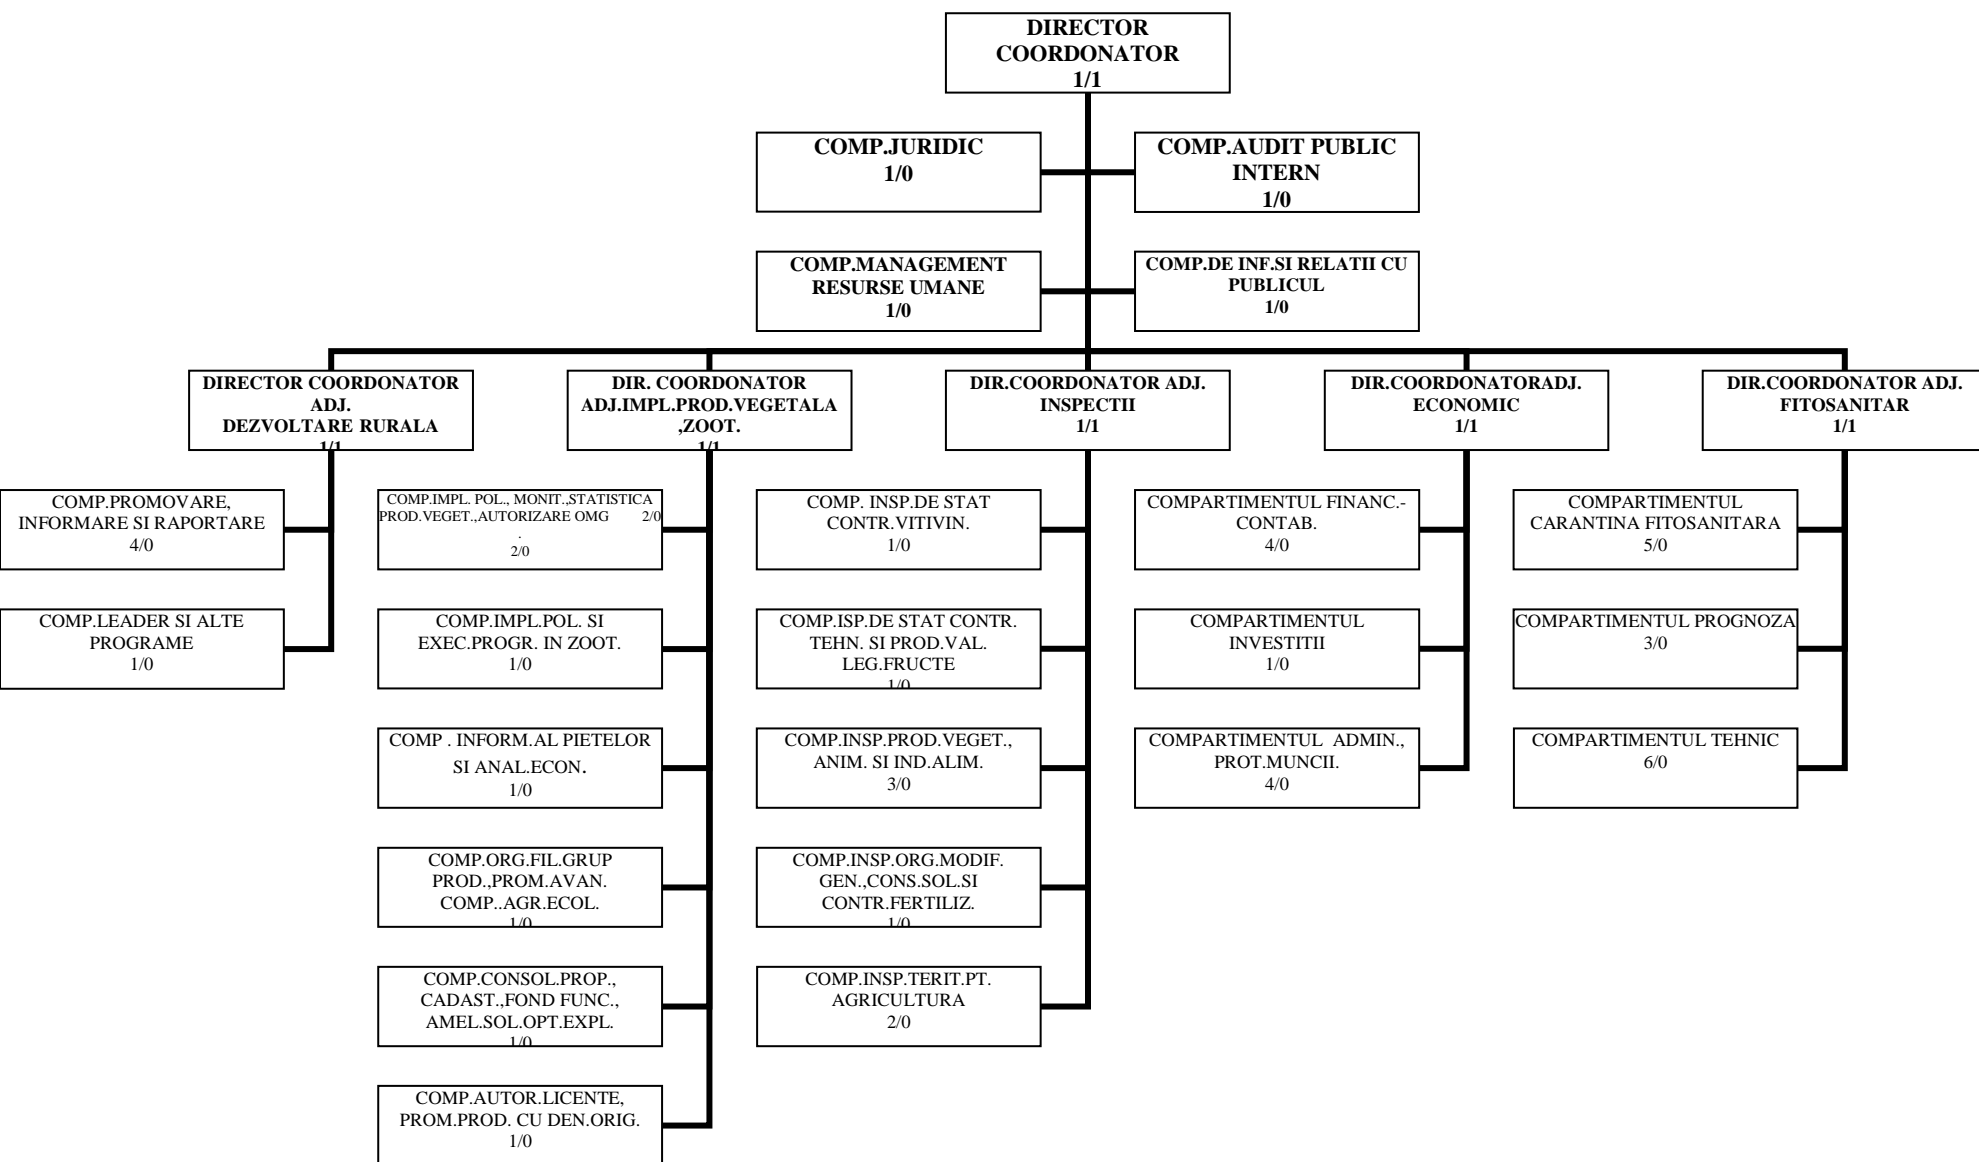 DIRECTOR
COORDONATOR
1/1
COMP.JURIDIC
1/0
COMP.AUDIT PUBLIC
INTERN
1/0
COMP.MANAGEMENT
RESURSE UMANE
1/0
COMP.DE INF.SI RELATII CU
PUBLICUL
1/0
DIRECTOR COORDONATOR
ADJ.
DEZVOLTARE RURALA
1/1
DIR. COORDONATOR
ADJ.IMPL.PROD.VEGETALA
,ZOOT.
1/1
DIR.COORDONATOR ADJ.
INSPECTII
1/1
DIR.COORDONATORADJ.
ECONOMIC
1/1
DIR.COORDONATOR ADJ.
FITOSANITAR
1/1
COMP.PROMOVARE,
INFORMARE SI RAPORTARE
4/0
COMP.LEADER SI ALTE
PROGRAME
1/0
COMP.IMPL. POL., MONIT.,STATISTICA
PROD.VEGET.,AUTORIZARE OMG 2/0
.
2/0
COMP.IMPL.POL. SI
EXEC.PROGR. IN ZOOT.
1/0
COMP . INFORM.AL PIETELOR
SI ANAL.ECON.
1/0
COMP.ORG.FIL.GRUP
PROD.,PROM.AVAN.
COMP..AGR.ECOL.
1/0
COMP.CONSOL.PROP.,
CADAST.,FOND FUNC.,
AMEL.SOL.OPT.EXPL.
1/0
COMP.AUTOR.LICENTE,
PROM.PROD. CU DEN.ORIG.
1/0
COMP. INSP.DE STAT
CONTR.VITIVIN.
1/0
COMP.ISP.DE STAT CONTR.
TEHN. SI PROD.VAL.
LEG.FRUCTE
1/0
COMP.INSP.PROD.VEGET.,
ANIM. SI IND.ALIM.
3/0
COMP.INSP.ORG.MODIF.
GEN.,CONS.SOL.SI
CONTR.FERTILIZ.
1/0
COMP.INSP.TERIT.PT.
AGRICULTURA
2/0
COMPARTIMENTUL FINANC.-
CONTAB.
4/0
COMPARTIMENTUL
INVESTITII
1/0
COMPARTIMENTUL ADMIN.,
PROT.MUNCII.
4/0
COMPARTIMENTUL
CARANTINA FITOSANITARA
5/0
COMPARTIMENTUL PROGNOZA
3/0
COMPARTIMENTUL TEHNIC
6/0